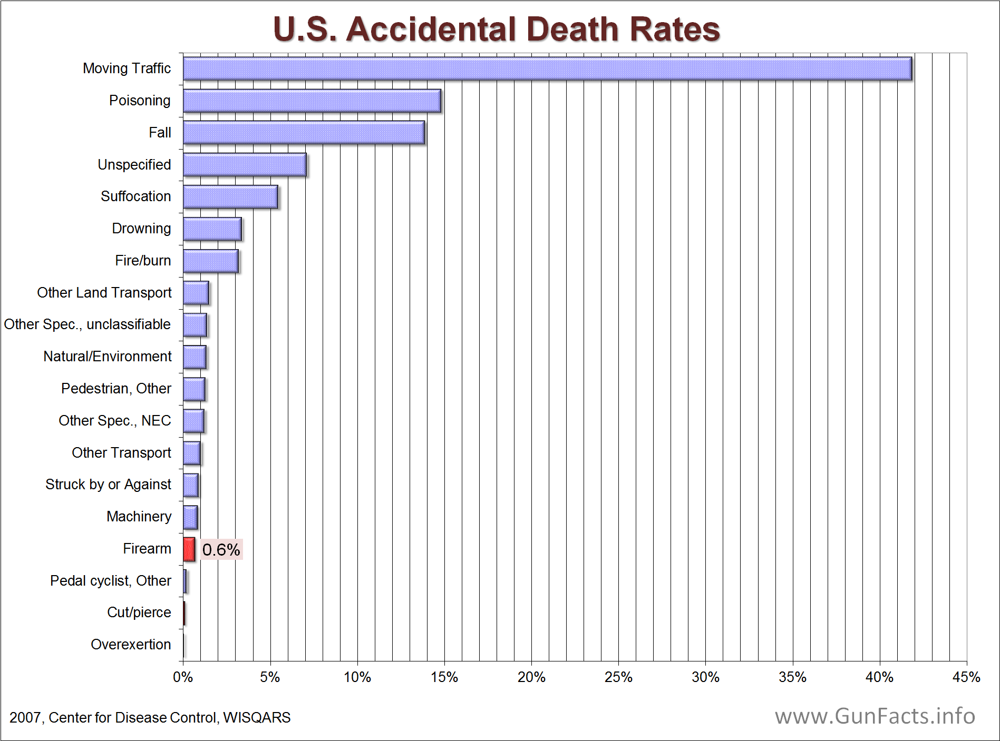 U.S. Accidental Death Rates
Moving Traffic
Poisoning
Fall
Unspecified
Suffocation
Drowning
Fire/burn
Other Land Transport
Other Spec., unclassifiable
Natural/Environment
Pedestrian, Other
Other Spec., NEC
Other Transport
Struck by or Against
Machinery
Firearm 0.6%
Pedal cyclist, Other
Cut/pierce
Overexertion
0% 5% 10% 15% 20% 25% 30% 35% 40% 45%
2007, Center for Disease Control, WISQARS
www.GunFacts.info